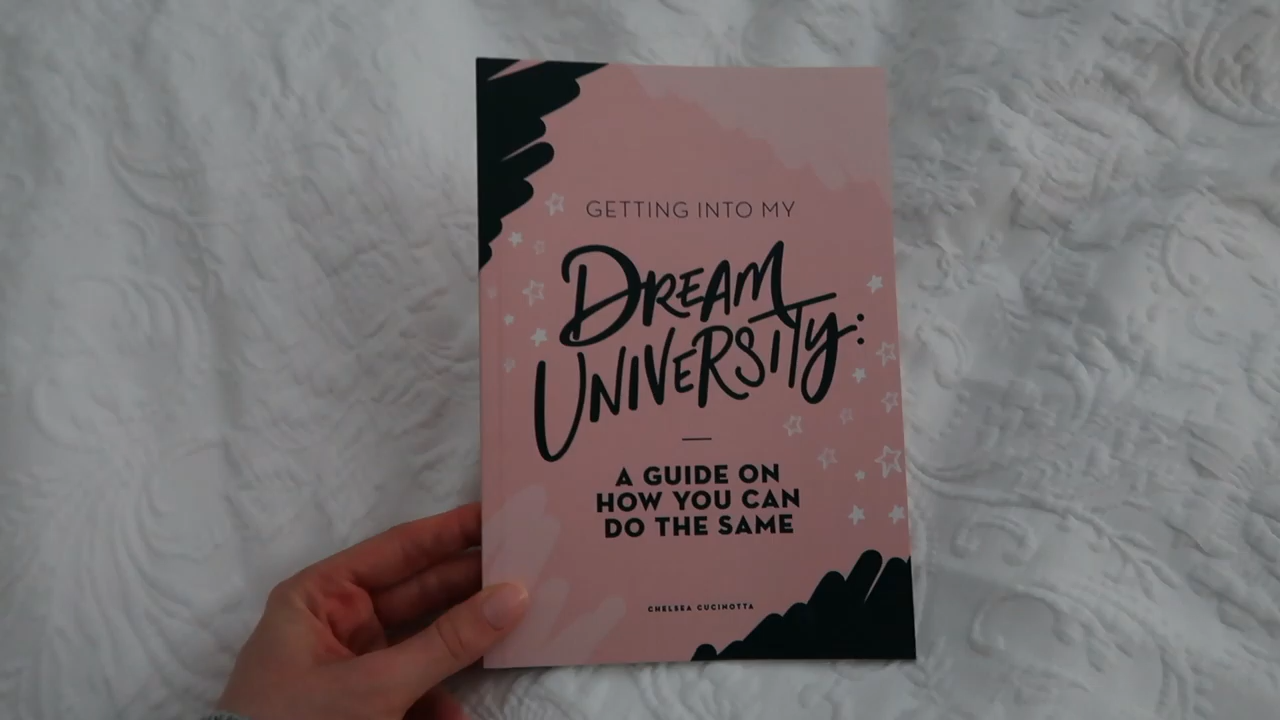 GETTING INTO MY
DREAM
UNIVERSITY:
A GUIDE ON
HOW YOU CAN
DO THE SAME
CHELSEA CUCINOTTA